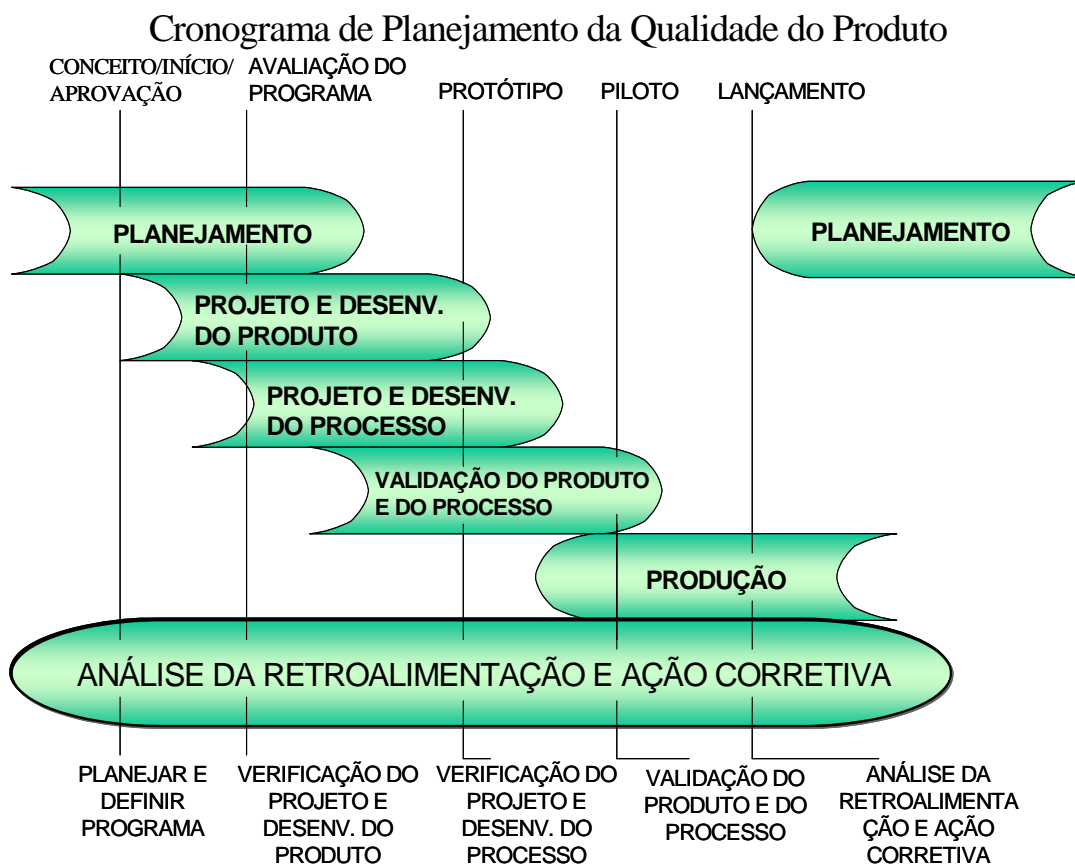 Cronograma de Planejamento da Qualidade do Produto
CONCEITO/INÍCIO/
APROVAÇÃO
AVALIAÇÃO DO
PROGRAMA
PROTÓTIPO
PILOTO
LANÇAMENTO
PLANEJAMENTO
PLANEJAMENTO
PROJETO E DESENV.
DO PRODUTO
PROJETO E DESENV.
DO PROCESSO
VALIDAÇÃO DO PRODUTO
E DO PROCESSO
PRODUÇÃO
ANÁLISE DA RETROALIMENTAÇÃO E AÇÃO CORRETIVA
PLANEJAR E
DEFINIR
PROGRAMA
VERIFICAÇÃO DO
PROJETO E
DESENV. DO
PRODUTO
VERIFICAÇÃO DO
PROJETO E
DESENV. DO
PROCESSO
VALIDAÇÃO DO
PRODUTO E DO
PROCESSO
ANÁLISE DA
RETROALIMENTA
ÇÃO E AÇÃO
CORRETIVA